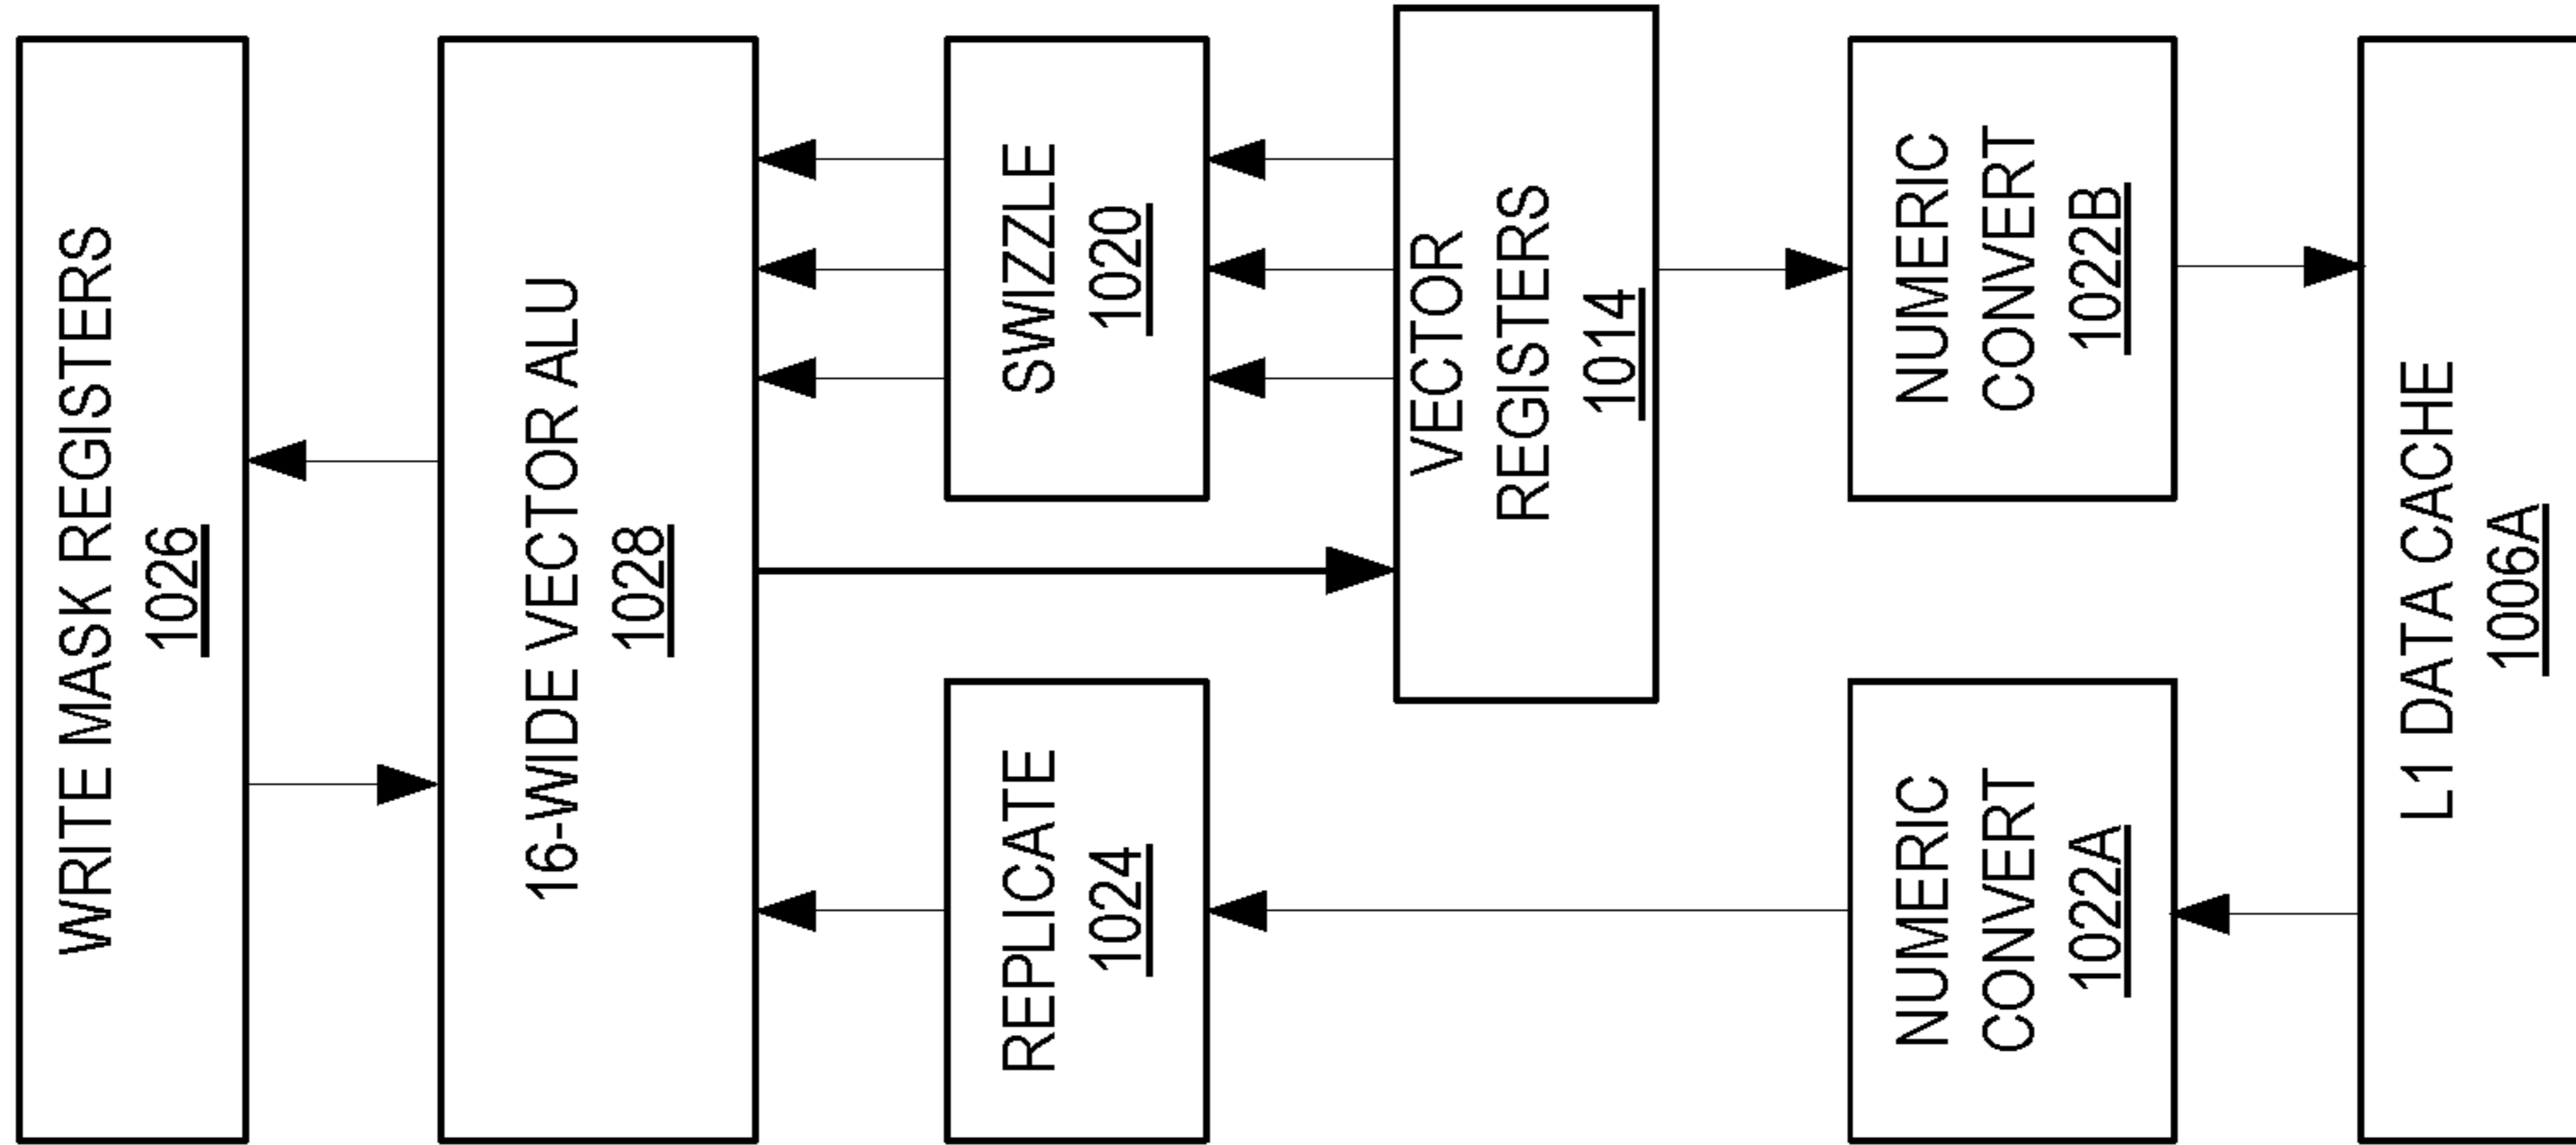 WRITE MASK REGISTERS
1026
16-WIDE VECTOR ALU
1028
REPLICATE
1024
SWIZZLE
1020
VECTOR
REGISTERS
1014
NUMERIC
CONVERT
1022A
NUMERIC
CONVERT
1022B
L1 DATA CACHE
1006A